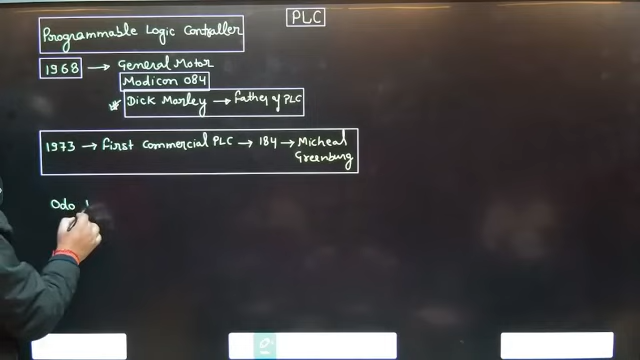 PLC
Programmable Logic Controller
1968 → General Motor
Modicon 084
* Dick Morley → Father of PLC
1973 → First Commercial PLC → 184 → Micheal
Greenburg
Odo